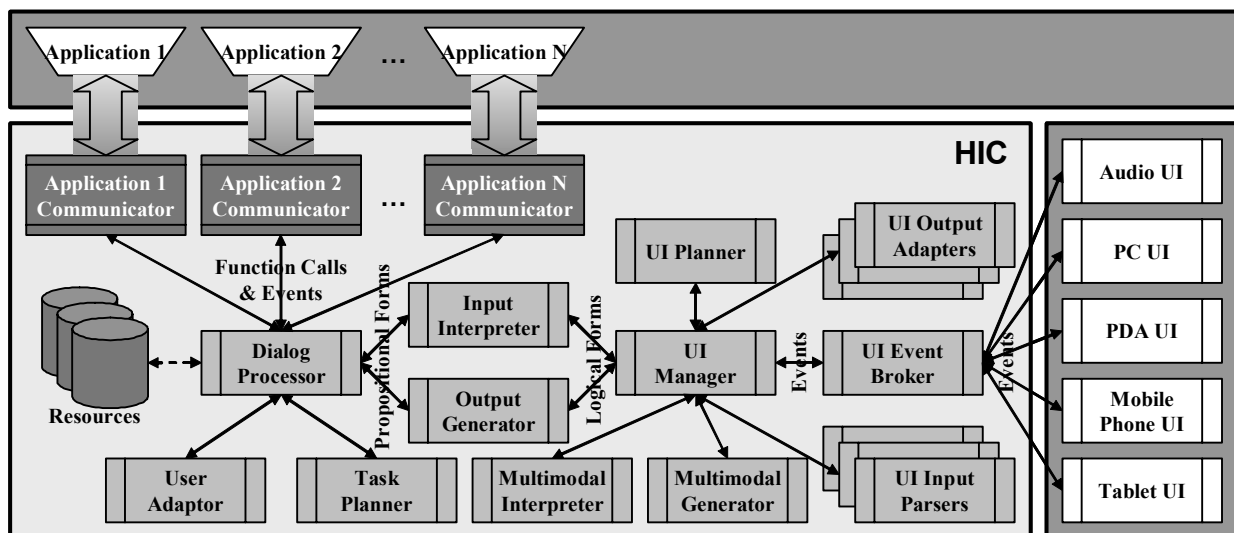 Application 1
Application 2
...
Application N
HIC
Application 1
Communicator
Application 2
Communicator
...
Application N
Communicator
Audio UI
PC UI
PDA UI
Mobile
Phone UI
Tablet UI
UI Output
Adapters
UI Planner
Function Calls
& Events
Propositional Forms
Input
Interpreter
Logical Forms
Resources
Dialog
Processor
Output
Generator
UI
Manager
Events
UI Event
Broker
Events
User
Adaptor
Task
Planner
Multimodal
Interpreter
Multimodal
Generator
UI Input
Parsers